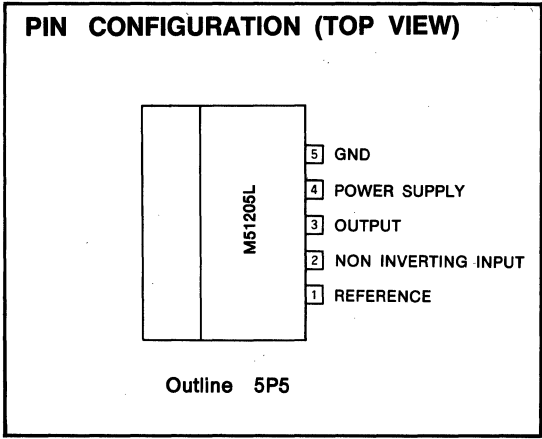 PIN CONFIGURATION (TOP VIEW)
5 GND
4 POWER SUPPLY
3 OUTPUT
2 NON INVERTING INPUT
1 REFERENCE
M51205L
Outline 5P5